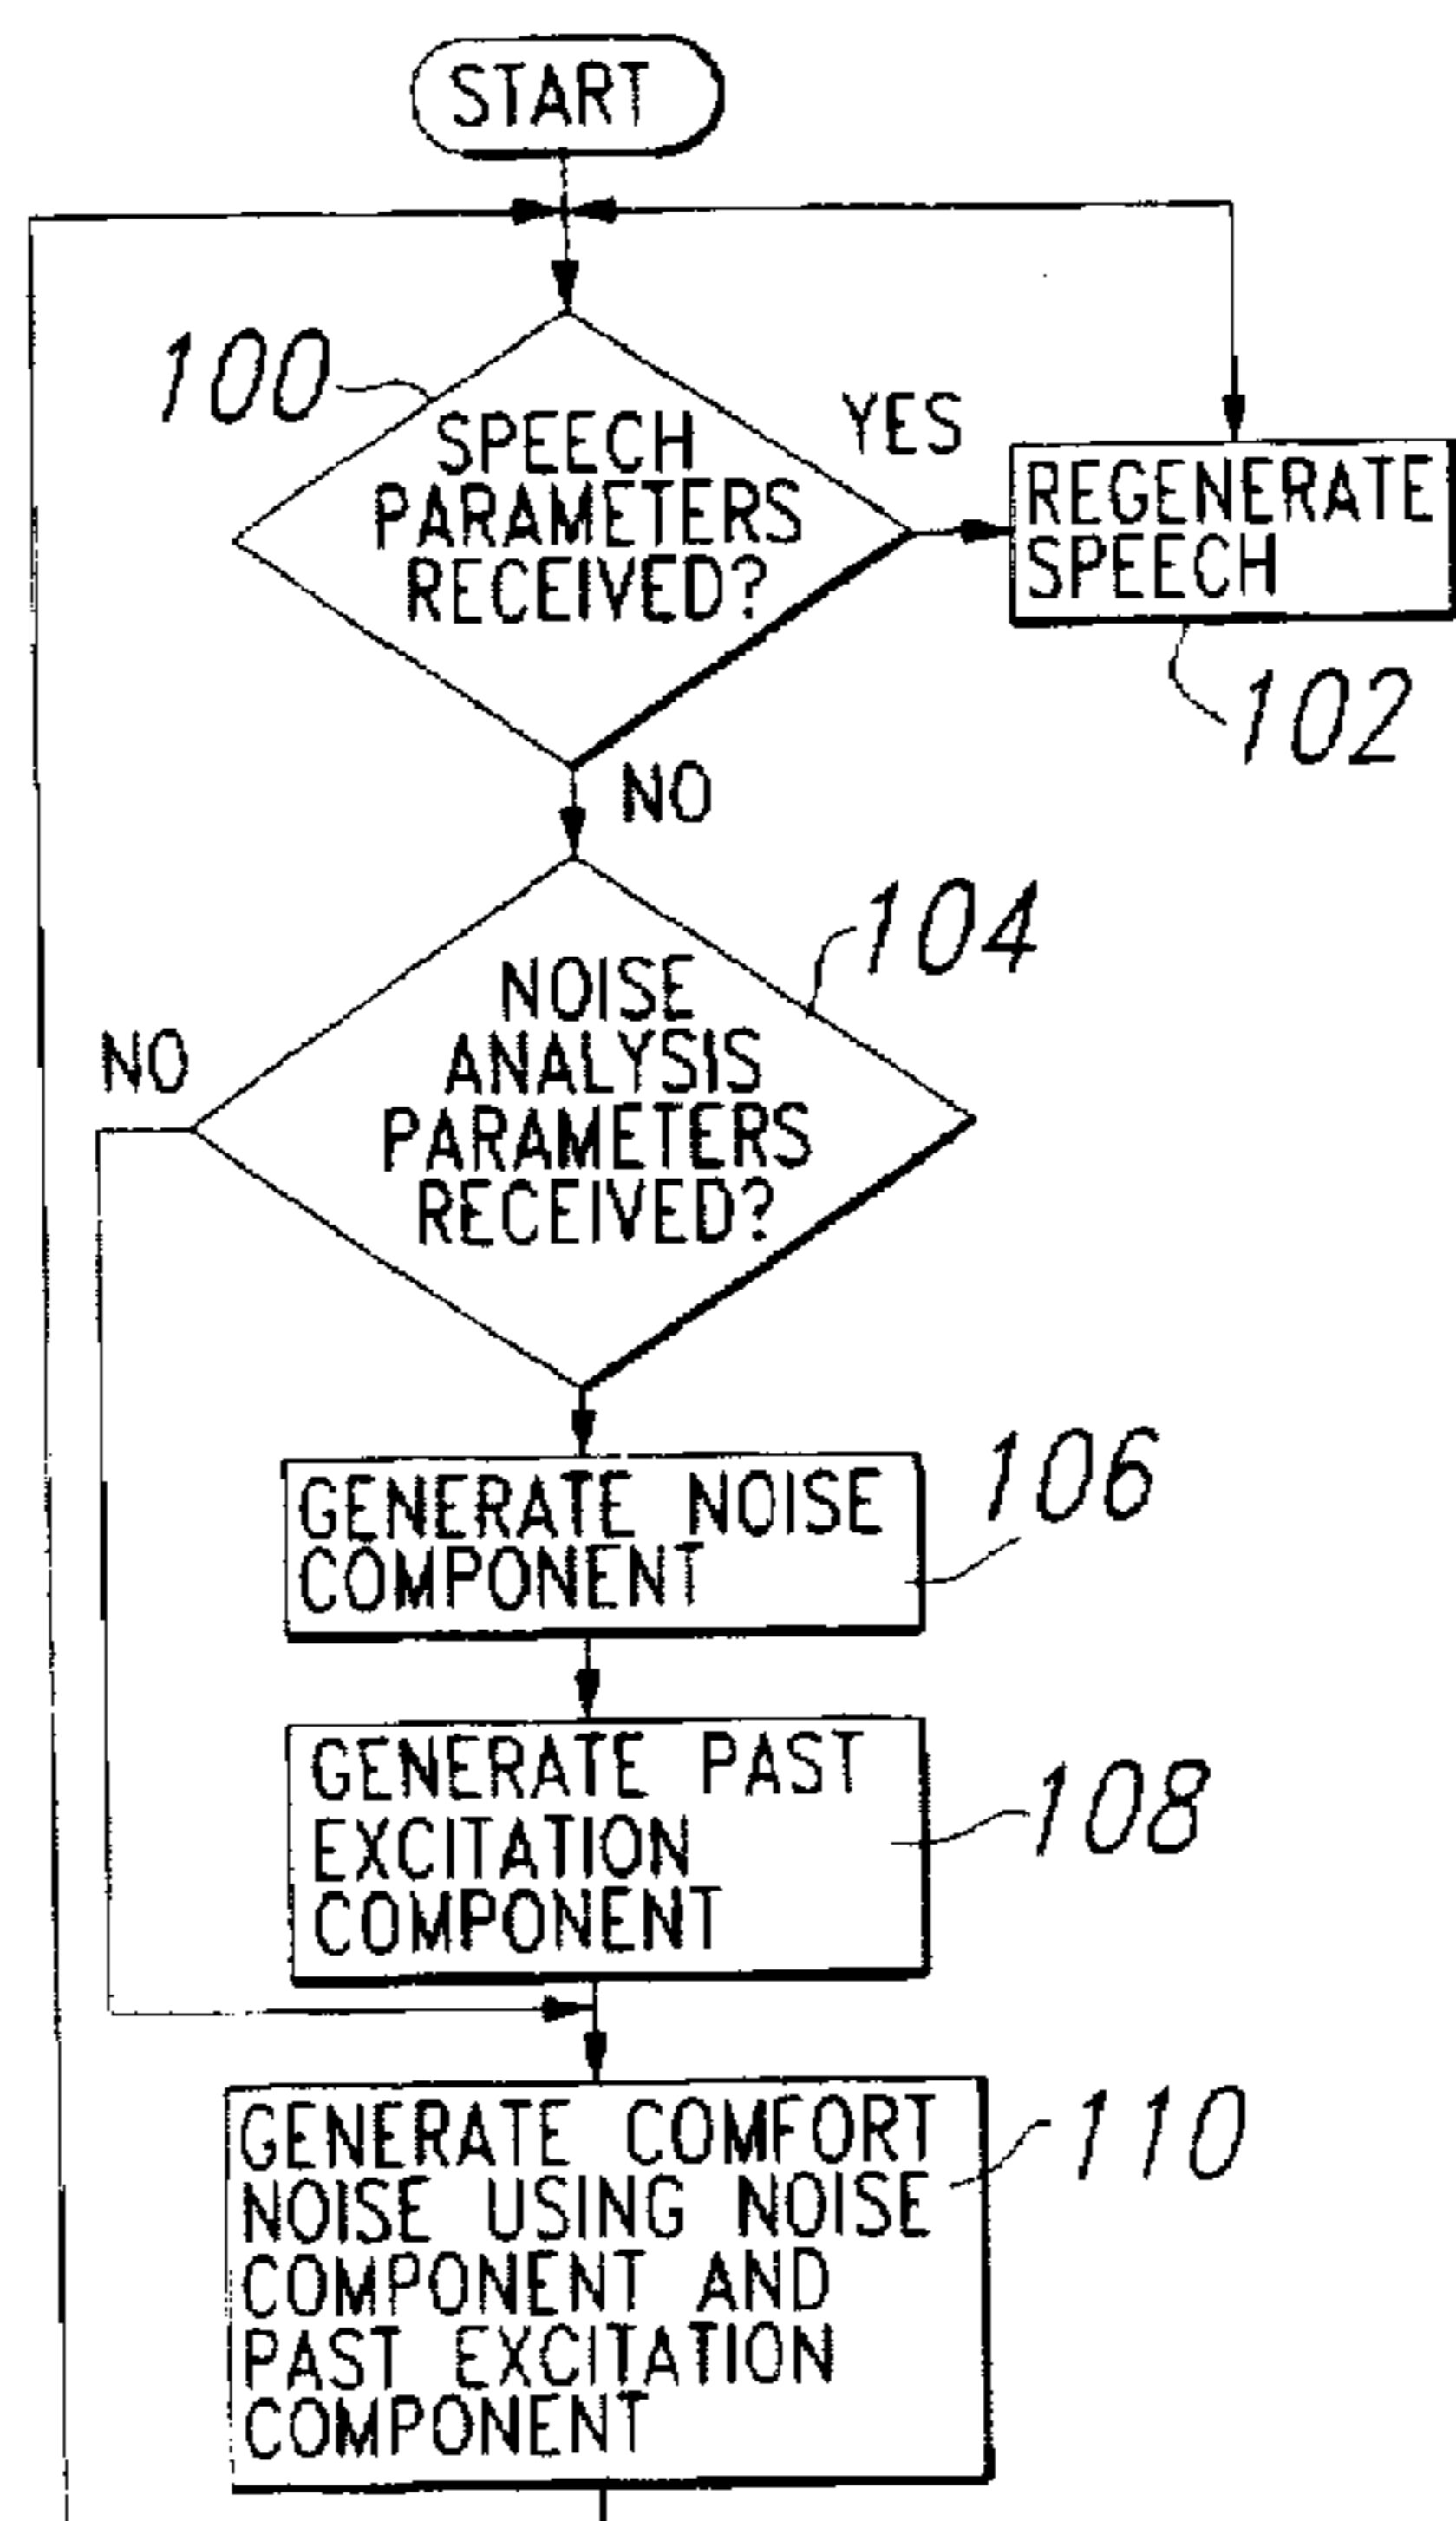 START
100
SPEECH
PARAMETERS
RECEIVED?
YES
REGENERATE
SPEECH
102
NO
104
NOISE
ANALYSIS
PARAMETERS
RECEIVED?
NO
GENERATE NOISE
COMPONENT
106
GENERATE PAST
EXCITATION
COMPONENT
108
GENERATE COMFORT
NOISE USING NOISE
COMPONENT AND
PAST EXCITATION
COMPONENT
110